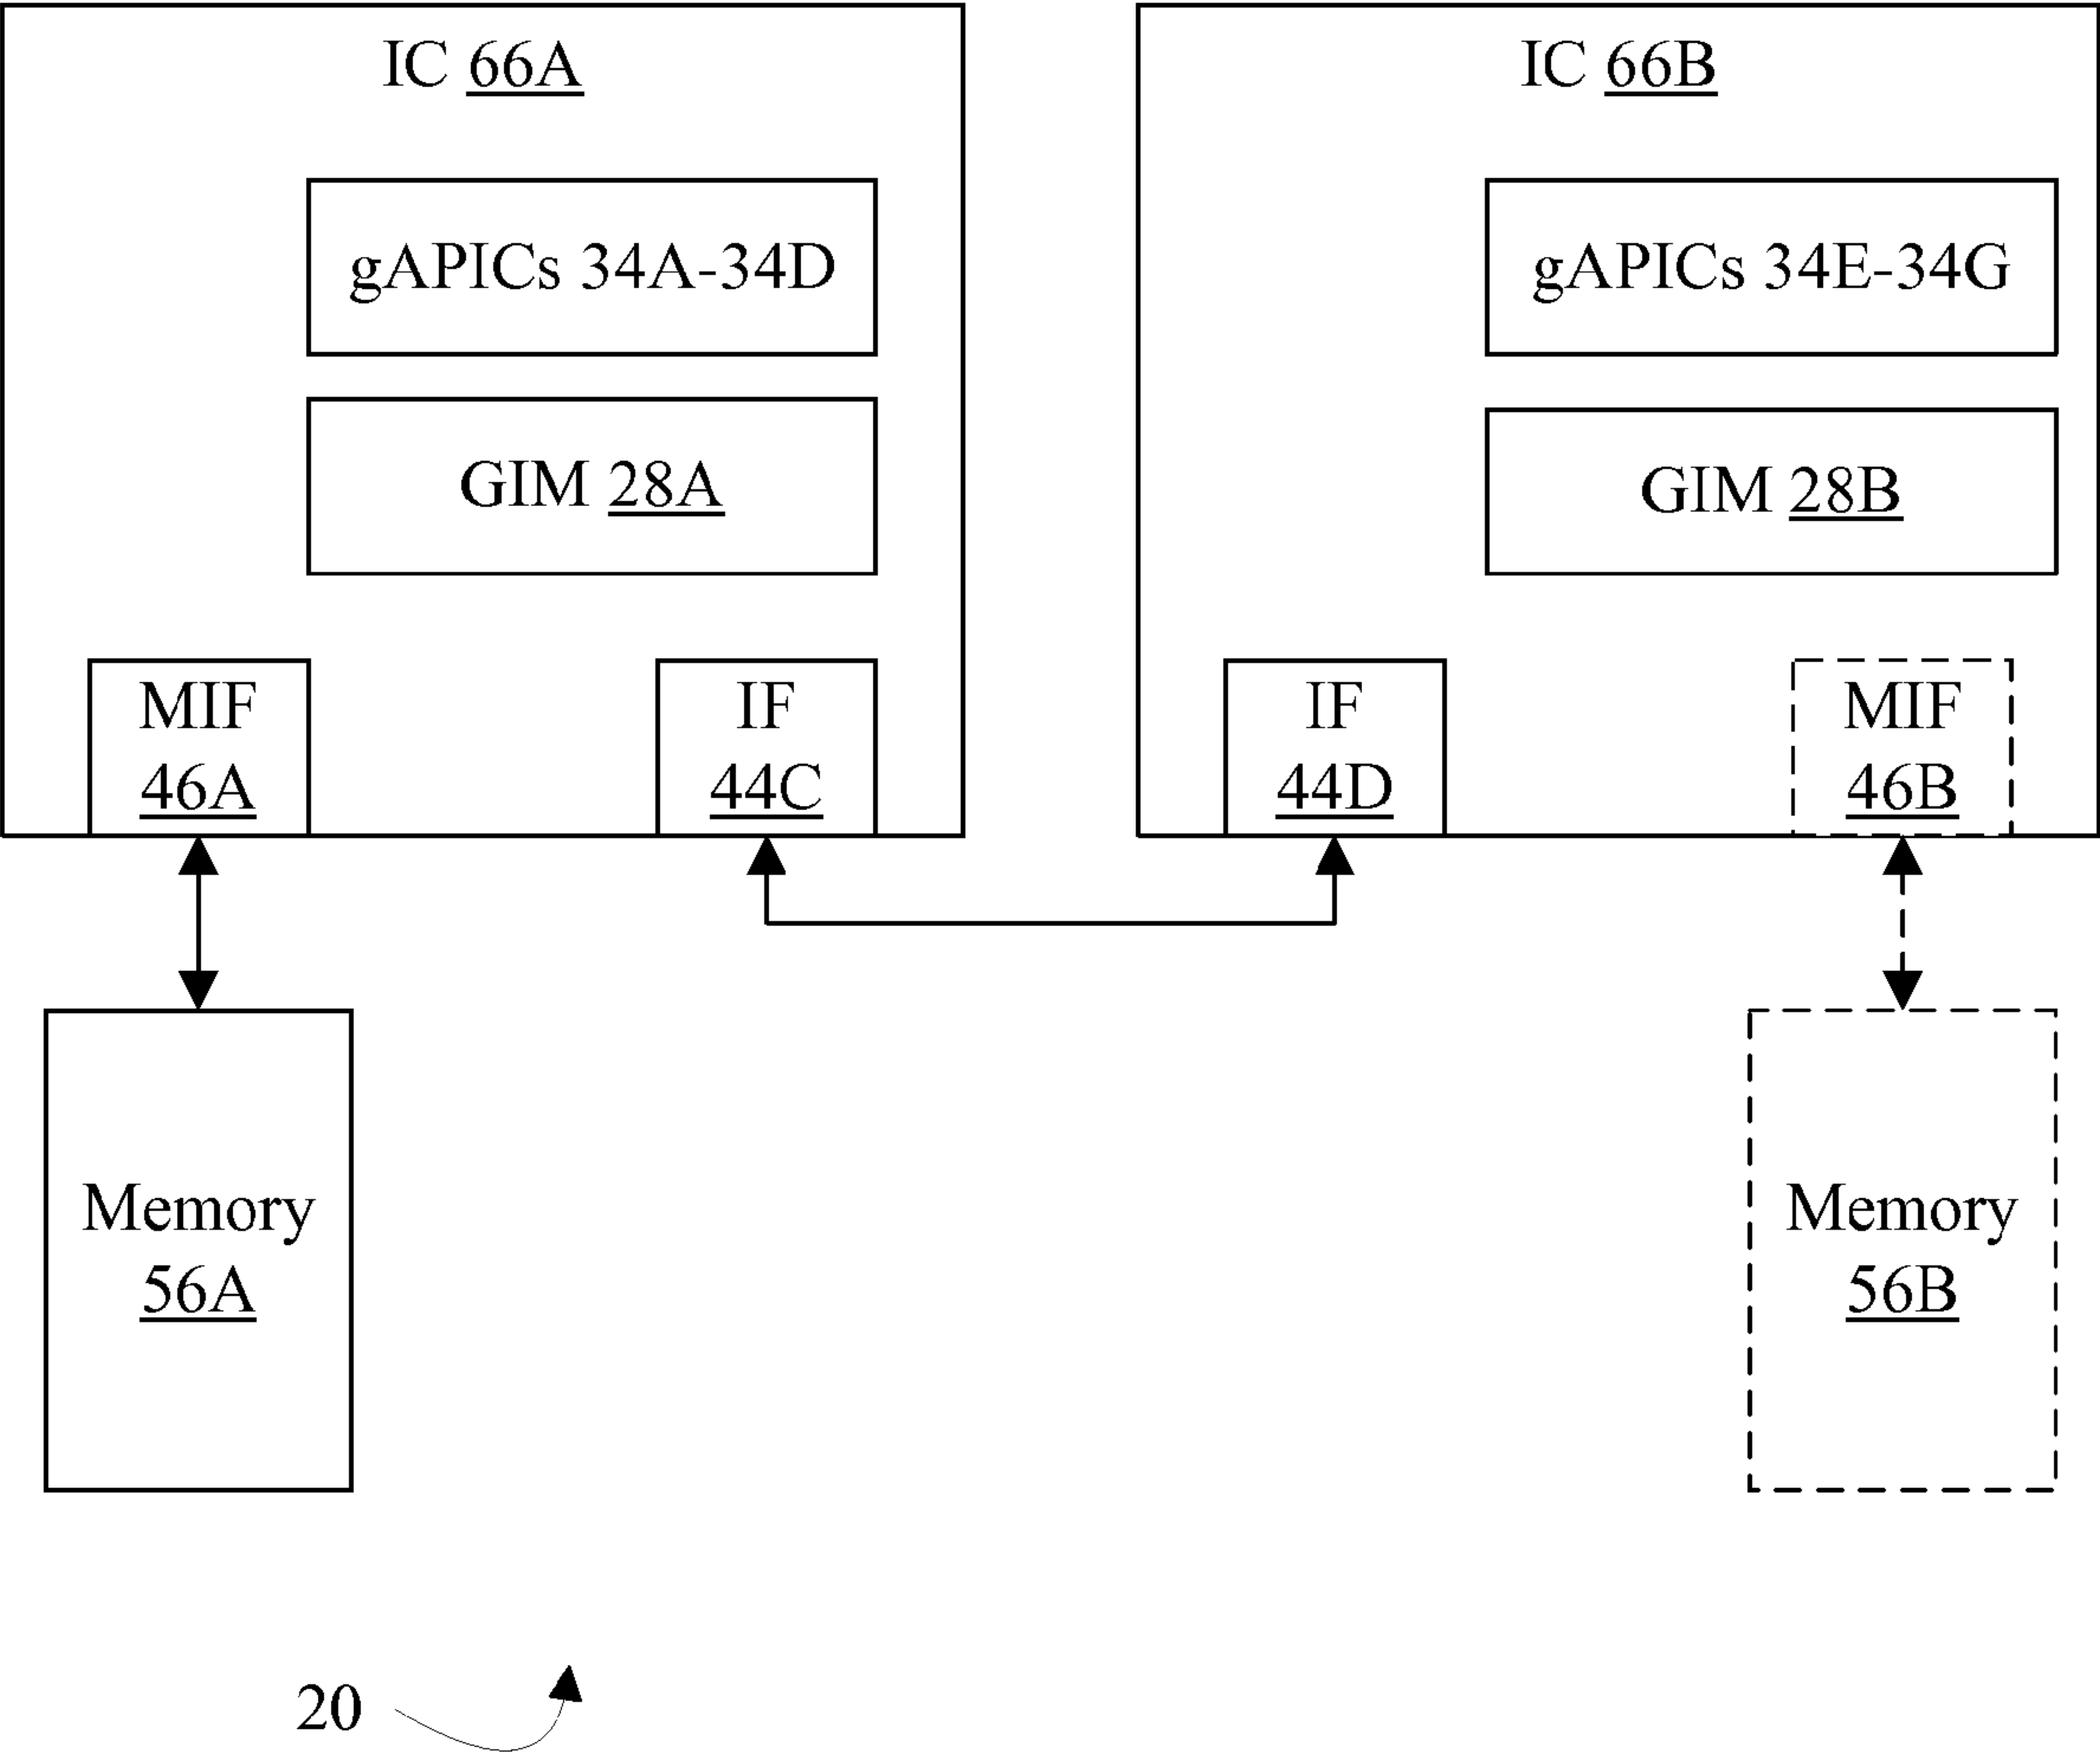 IC 66A
gAPICs 34A-34D
GIM 28A
MIF
46A
IF
44C
IC 66B
gAPICs 34E-34G
GIM 28B
IF
44D
MIF
46B
Memory
56A
Memory
56B
20